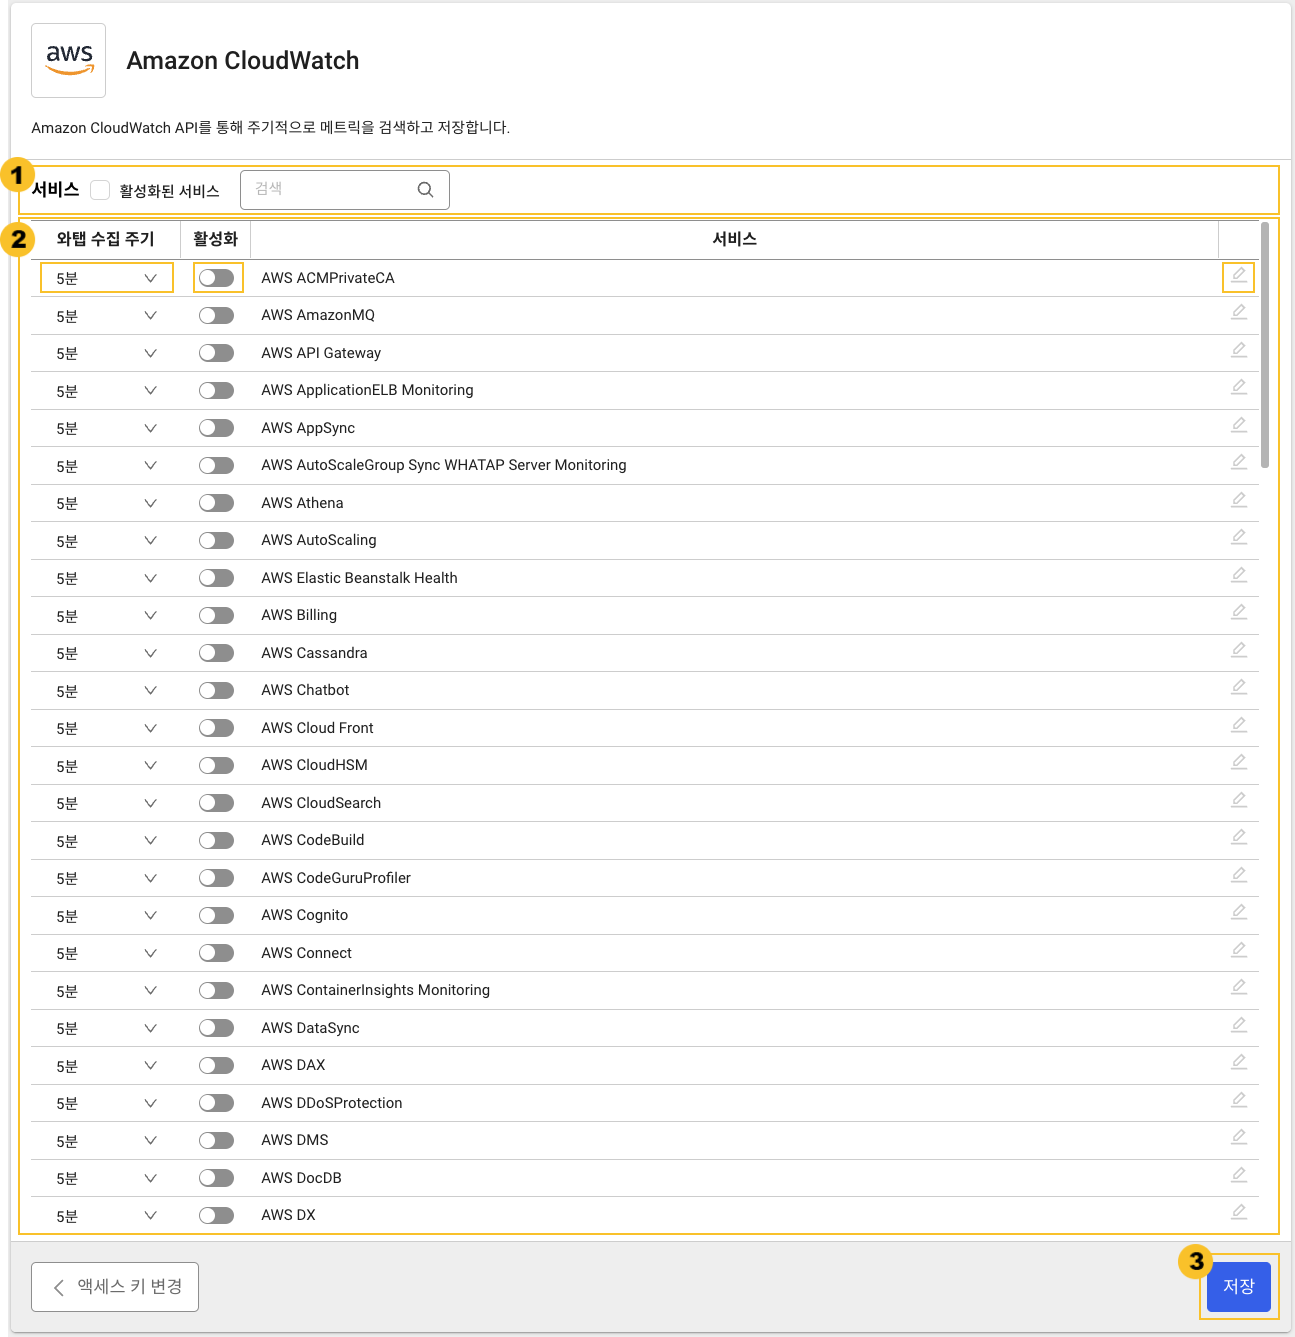 aws
Amazon CloudWatch
Amazon CloudWatch API를 통해 주기적으로 메트릭을 검색하고 저장합니다.
1 서비스 활성화된 서비스 검색
2 와탭 수집 주기 활성화 서비스
5분 AWS ACMPrivateCA
5분 AWS AmazonMQ
5분 AWS API Gateway
5분 AWS ApplicationELB Monitoring
5분 AWS AppSync
5분 AWS AutoScaleGroup Sync WHATAP Server Monitoring
5분 AWS Athena
5분 AWS AutoScaling
5분 AWS Elastic Beanstalk Health
5분 AWS Billing
5분 AWS Cassandra
5분 AWS Chatbot
5분 AWS Cloud Front
5분 AWS CloudHSM
5분 AWS CloudSearch
5분 AWS CodeBuild
5분 AWS CodeGuruProfiler
5분 AWS Cognito
5분 AWS Connect
5분 AWS ContainerInsights Monitoring
5분 AWS DataSync
5분 AWS DAX
5분 AWS DDoSProtection
5분 AWS DMS
5분 AWS DocDB
5분 AWS DX
액세스 키 변경
3 저장